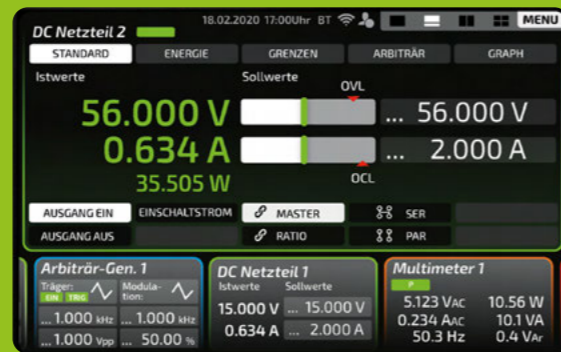 18.02.2020 17:00Uhr BT MENU
DC Netzteil 2
STANDARD ENERGIE GRENZEN ARBITRÄR GRAPH
Istwerte Sollwerte OVL
56.000 V ... 56.000 V
0.634 A ... 2.000 A
35.505 W OCL
AUSGANG EIN EINSCHALTSTROM MASTER SER
AUSGANG AUS RATIO PAR
Arbiträr-Gen. 1
Träger: Modula-
EIN TRIG tion:
... 1.000 kHz ... 1.000 kHz
... 1.000 Vpp ... 50.00 %
DC Netzteil 1
Istwerte Sollwerte
15.000 V ... 15.000 V
0.634 A ... 2.000 A
Multimeter 1
P
5.123 VAC 10.56 W
0.234 AAC 10.1 VA
50.3 Hz 0.4 VAr